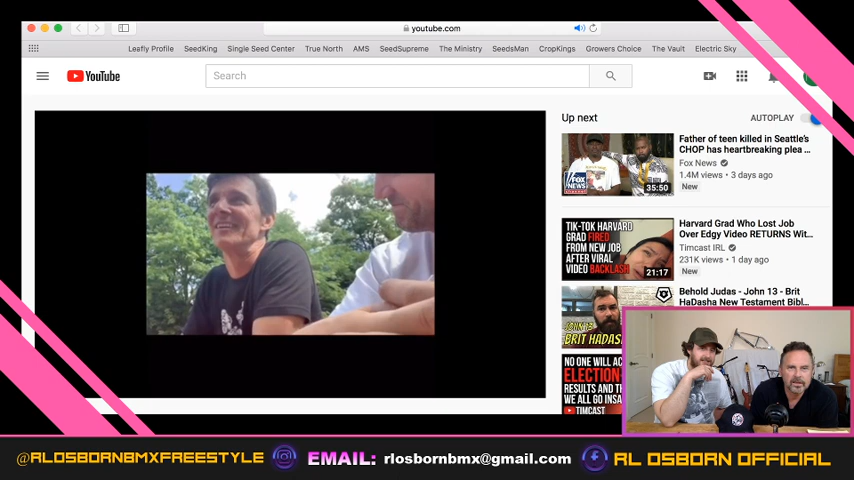 youtube.com
Leafly Profile SeedKing Single Seed Center True North AMS SeedSupreme The Ministry SeedsMan CropKings Growers Choice The Vault Electric Sky
YouTube
Search
Up next
AUTOPLAY
FOX NEWS
35:50
Father of teen killed in Seattle's
CHOP has heartbreaking plea ...
Fox News
1.4M views • 3 days ago
New
TIK-TOK HARVARD
GRAD FIRED
FROM NEW JOB
AFTER VIRAL
VIDEO BACKLASH
21:17
Harvard Grad Who Lost Job
Over Edgy Video RETURNS Wit...
Timcast IRL
231K views • 1 day ago
New
JOHN 13
BRIT HADAS
Behold Judas - John 13 - Brit
HaDasha New Testament Bibl...
NO ONE WILL AC
ELECTION
RESULTS AND TH
WE ALL GO INSA
TIMCAST
@RLOSBORNBMXFREESTYLE EMAIL: rlosbornbmx@gmail.com RL OSBORN OFFICIAL